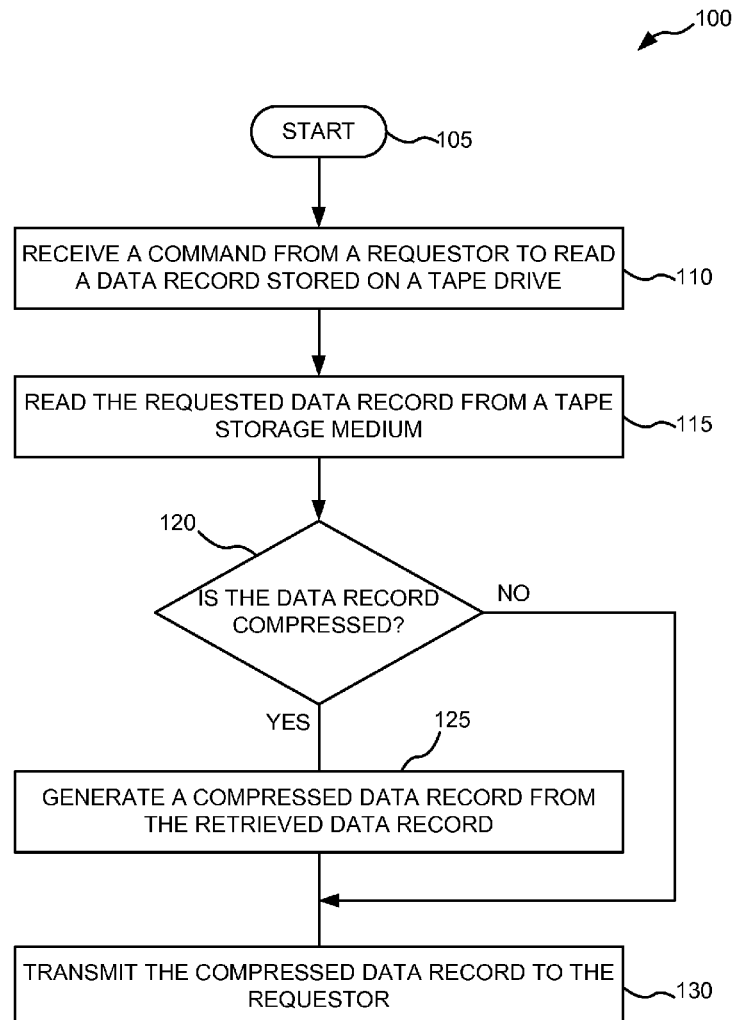 100
START
105
RECEIVE A COMMAND FROM A REQUESTOR TO READ
A DATA RECORD STORED ON A TAPE DRIVE
110
READ THE REQUESTED DATA RECORD FROM A TAPE
STORAGE MEDIUM
115
120
IS THE DATA RECORD
COMPRESSED?
NO
YES
125
GENERATE A COMPRESSED DATA RECORD FROM
THE RETRIEVED DATA RECORD
TRANSMIT THE COMPRESSED DATA RECORD TO THE
REQUESTOR
130